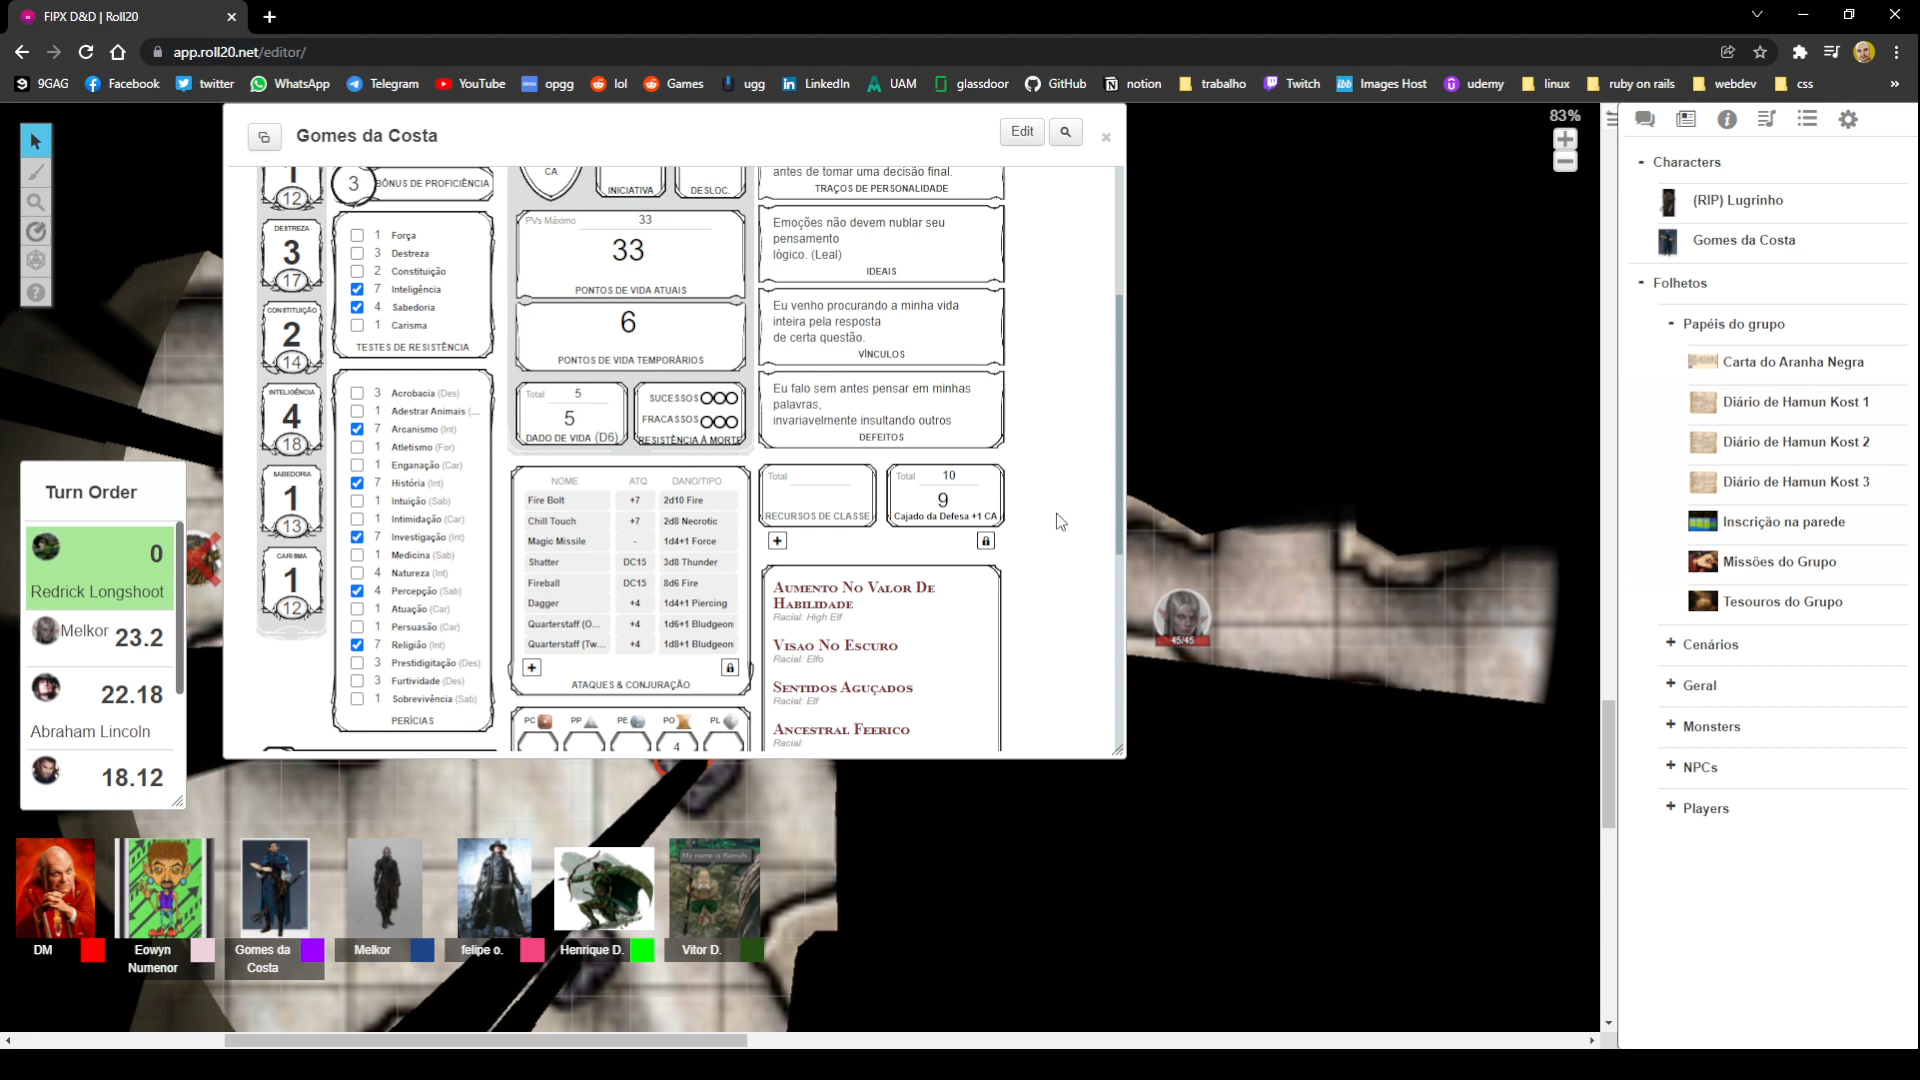 FIPX D&D | Roll20
app.roll20.net/editor/
9GAG Facebook twitter WhatsApp Telegram YouTube opgg lol Games ugg LinkedIn UAM glassdoor GitHub notion trabalho Twitch Images Host udemy linux ruby on rails webdev css »
Gomes da Costa
Edit
83%
1
12
3 BÔNUS DE PROFICIÊNCIA
DESTREZA
3
17
CONSTITUIÇÃO
2
14
INTELIGÊNCIA
4
18
SABEDORIA
1
13
CARISMA
1
12
1 Força
3 Destreza
2 Constituição
7 Inteligência
4 Sabedoria
1 Carisma
TESTES DE RESISTÊNCIA
3 Acrobacia (Des)
1 Adestrar Animais (...
7 Arcanismo (Int)
1 Atletismo (For)
1 Enganação (Car)
7 História (Int)
1 Intuição (Sab)
1 Intimidação (Car)
7 Investigação (Int)
1 Medicina (Sab)
4 Natureza (Int)
4 Percepção (Sab)
1 Atuação (Car)
1 Persuasão (Car)
7 Religião (Int)
3 Prestidigitação (Des)
3 Furtividade (Des)
1 Sobrevivência (Sab)
PERÍCIAS
CA
INICIATIVA
DESLOC.
PVs Máximo 33
33
PONTOS DE VIDA ATUAIS
6
PONTOS DE VIDA TEMPORÁRIOS
Total 5
5
DADO DE VIDA (D6)
SUCESSOS
FRACASSOS
RESISTÊNCIA À MORTE
NOME ATQ DANO/TIPO
Fire Bolt +7 2d10 Fire
Chill Touch +7 2d8 Necrotic
Magic Missile - 1d4+1 Force
Shatter DC15 3d8 Thunder
Fireball DC15 8d6 Fire
Dagger +4 1d4+1 Piercing
Quarterstaff (O... +4 1d6+1 Bludgeon
Quarterstaff (Tw... +4 1d8+1 Bludgeon
ATAQUES & CONJURAÇÃO
PC PP PE PO PL
4
antes de tomar uma decisão final.
TRAÇOS DE PERSONALIDADE
Emoções não devem nublar seu
pensamento
lógico. (Leal)
IDEAIS
Eu venho procurando a minha vida
inteira pela resposta
de certa questão.
VÍNCULOS
Eu falo sem antes pensar em minhas
palavras,
invariavelmente insultando outros
DEFEITOS
Total
RECURSOS DE CLASSE
Total 10
9
Cajado da Defesa +1 CA
AUMENTO NO VALOR DE
HABILIDADE
Racial: High Elf
VISAO NO ESCURO
Racial: Elfo
SENTIDOS AGUÇADOS
Racial: Elf
ANCESTRAL FEERICO
Racial:
Turn Order
0
Redrick Longshoot
Melkor 23.2
22.18
Abraham Lincoln
18.12
45/45
My name is Ramuh.
DM
Eowyn
Numenor
Gomes da
Costa
Melkor
felipe o.
Henrique D.
Vitor D.
Characters
(RIP) Lugrinho
Gomes da Costa
Folhetos
Papéis do grupo
Carta do Aranha Negra
Diário de Hamun Kost 1
Diário de Hamun Kost 2
Diário de Hamun Kost 3
Inscrição na parede
Missões do Grupo
Tesouros do Grupo
Cenários
Geral
Monsters
NPCs
Players